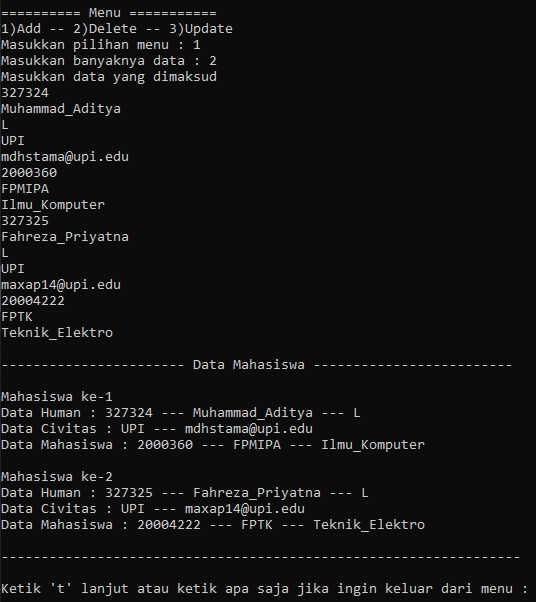 ========== Menu ===========
1)Add -- 2)Delete -- 3)Update
Masukkan pilihan menu : 1
Masukkan banyaknya data : 2
Masukkan data yang dimaksud
327324
Muhammad_Aditya
L
UPI
mdhstama@upi.edu
2000360
FPMIPA
Ilmu_Komputer
327325
Fahreza_Priyatna
L
UPI
maxap14@upi.edu
20004222
FPTK
Teknik_Elektro
----------------------- Data Mahasiswa -------------------------
Mahasiswa ke-1
Data Human : 327324 --- Muhammad_Aditya --- L
Data Civitas : UPI --- mdhstama@upi.edu
Data Mahasiswa : 2000360 --- FPMIPA --- Ilmu_Komputer
Mahasiswa ke-2
Data Human : 327325 --- Fahreza_Priyatna --- L
Data Civitas : UPI --- maxap14@upi.edu
Data Mahasiswa : 20004222 --- FPTK --- Teknik_Elektro
-----------------------------------------------------------------
Ketik 't' lanjut atau ketik apa saja jika ingin keluar dari menu :